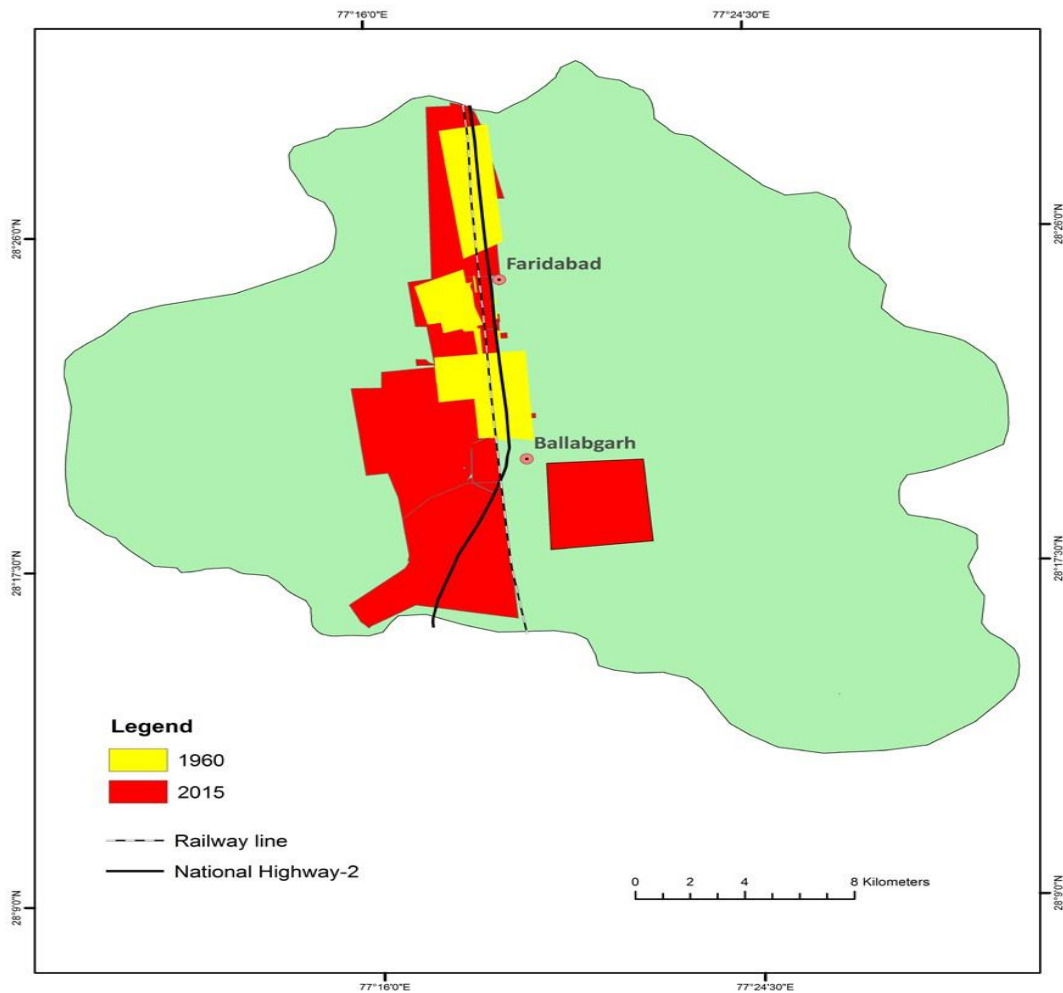 77°16'0"E 77°24'30"E
28°26'0"N 28°26'0"N
Faridabad
Ballabgarh
28°17'30"N 28°17'30"N
Legend
1960
2015
Railway line
National Highway-2
0 2 4 8 Kilometers
28°9'0"N 28°9'0"N
77°16'0"E 77°24'30"E